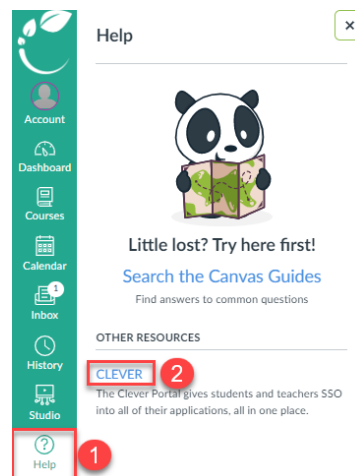 Help
×
Account
Dashboard
Courses
Calendar
1
Inbox
History
Studio
Help
1
Little lost? Try here first!
Search the Canvas Guides
Find answers to common questions
OTHER RESOURCES
CLEVER
2
The Clever Portal gives students and teachers SSO
into all of their applications, all in one place.